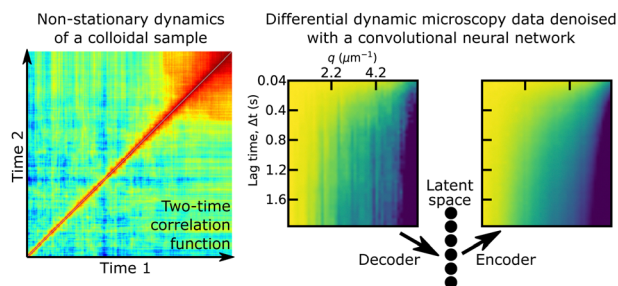 Non-stationary dynamics
of a colloidal sample
Time 2
Two-time
correlation
function
Time 1
Differential dynamic microscopy data denoised
with a convolutional neural network
q (μm⁻¹)
2.2 4.2
Lag time, Δt (s)
0.04
0.4
0.8
1.2
1.6
Latent
space
Decoder
Encoder